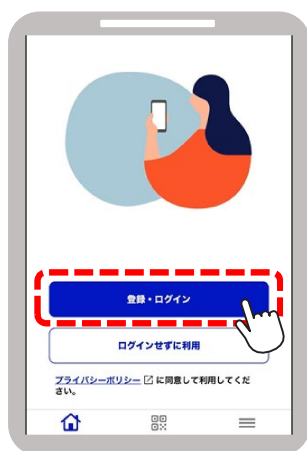 登録・ログイン
ログインせずに利用
プライバシーポリシー に同意して利用してくだ
さい。